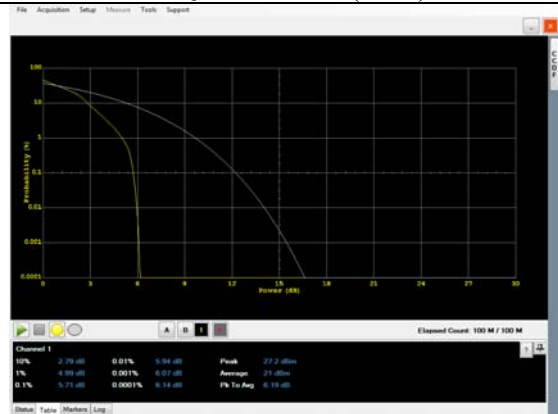 File Acquisition Setup Measure Tools Support
CCDF
100
10
1
0.1
0.01
0.001
0.0001
Probability (%)
0 3 6 9 12 15 18 21 24 27 30
Power (dB)
A B 1
Elapsed Count: 100 M / 100 M
Channel 1
10% 2.79 dB 0.01% 5.94 dB Peak 27.2 dBm
1% 4.99 dB 0.001% 6.07 dB Average 21 dBm
0.1% 5.71 dB 0.0001% 6.14 dB Pk To Avg 6.19 dB
Status Table Markers Log